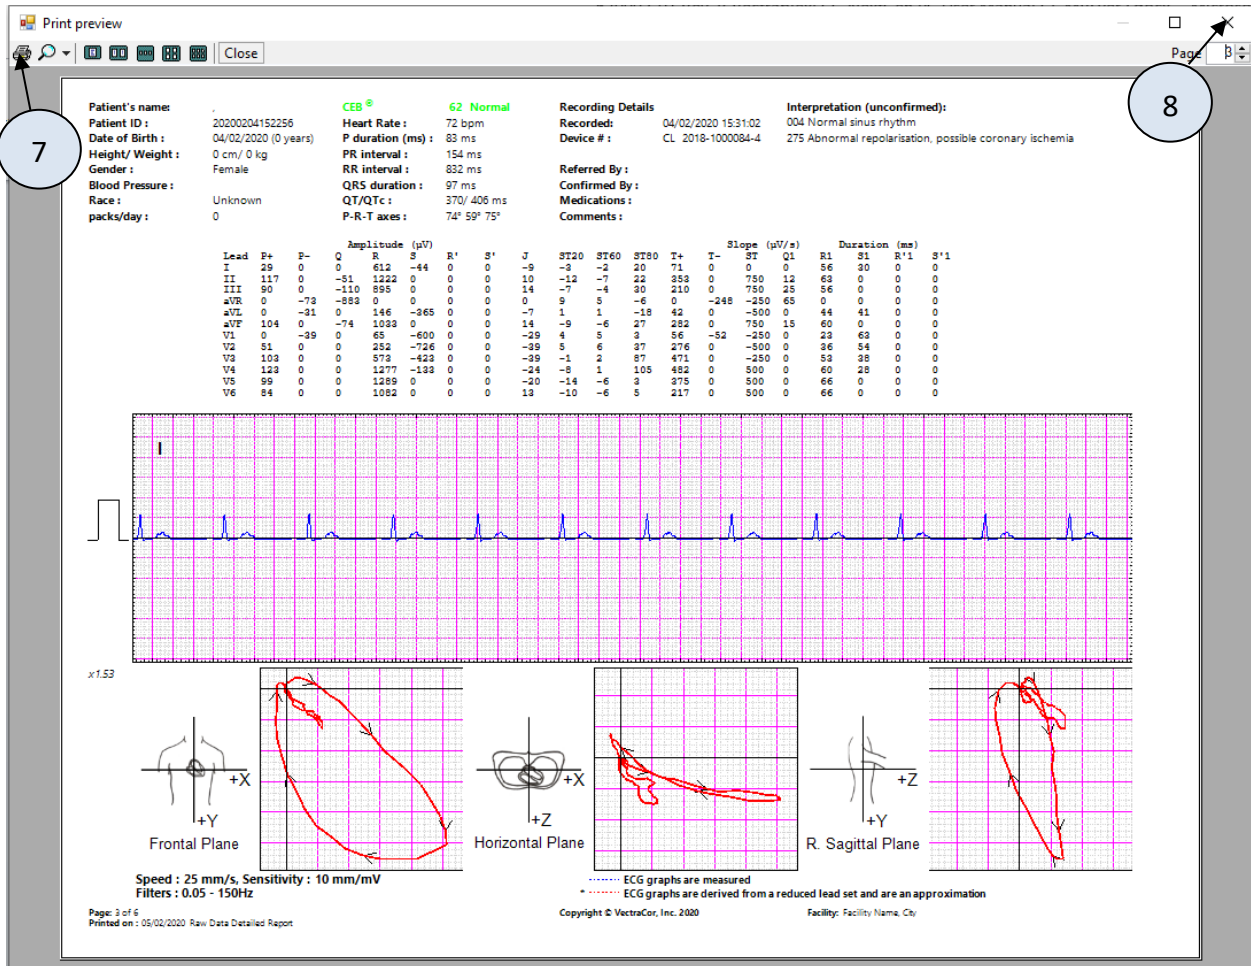 Print preview
Close
Page 3
7
8
Patient's name: .
Patient ID : 20200204152256
Date of Birth : 04/02/2020 (0 years)
Height/ Weight : 0 cm/ 0 kg
Gender : Female
Blood Pressure :
Race : Unknown
packs/day : 0
CEB ® 62 Normal
Heart Rate : 72 bpm
P duration (ms) : 83 ms
PR interval : 154 ms
RR interval : 832 ms
QRS duration : 97 ms
QT/QTc : 370/ 406 ms
P-R-T axes : 74° 59° 75°
Recording Details
Recorded: 04/02/2020 15:31:02
Device # : CL 2018-1000084-4
Referred By :
Confirmed By :
Medications :
Comments :
Interpretation (unconfirmed):
004 Normal sinus rhythm
275 Abnormal repolarisation, possible coronary ischemia
Amplitude (µV) Slope (µV/s) Duration (ms)
Lead P+ P- Q R S R' S' J ST20 ST60 ST80 T+ T- ST Q1 R1 S1 R'1 S'1
I 29 0 0 612 -44 0 0 -9 -3 -2 20 71 0 0 0 56 30 0 0
II 117 0 -51 1222 0 0 0 10 -12 -7 22 353 0 750 12 63 0 0 0
III 90 0 -110 895 0 0 0 14 -7 -4 30 210 0 750 25 56 0 0 0
aVR 0 -73 -883 0 0 0 0 0 9 5 -6 0 -248 -250 65 0 0 0 0
aVL 0 -31 0 146 -365 0 0 -7 1 1 -18 42 0 -500 0 44 41 0 0
aVF 104 0 -74 1033 0 0 0 14 -9 -6 27 282 0 750 15 60 0 0 0
V1 0 -39 0 65 -600 0 0 -29 4 5 3 56 -52 -250 0 23 63 0 0
V2 51 0 0 252 -726 0 0 -39 5 6 37 276 0 -500 0 36 54 0 0
V3 103 0 0 573 -423 0 0 -39 -1 2 87 471 0 -250 0 53 38 0 0
V4 123 0 0 1277 -133 0 0 -24 -8 1 105 482 0 500 0 60 28 0 0
V5 99 0 0 1289 0 0 0 -20 -14 -6 3 375 0 500 0 66 0 0 0
V6 84 0 0 1082 0 0 0 13 -10 -6 5 217 0 500 0 66 0 0 0
I
x1.53
+X
+Y
Frontal Plane
+X
+Z
Horizontal Plane
+Z
+Y
R. Sagittal Plane
Speed : 25 mm/s, Sensitivity : 10 mm/mV
Filters : 0.05 - 150Hz
ECG graphs are measured
* ECG graphs are derived from a reduced lead set and are an approximation
Page: 3 of 6
Printed on : 05/02/2020 Raw Data Detailed Report
Copyright © VectraCor, Inc. 2020
Facility: Facility Name, City